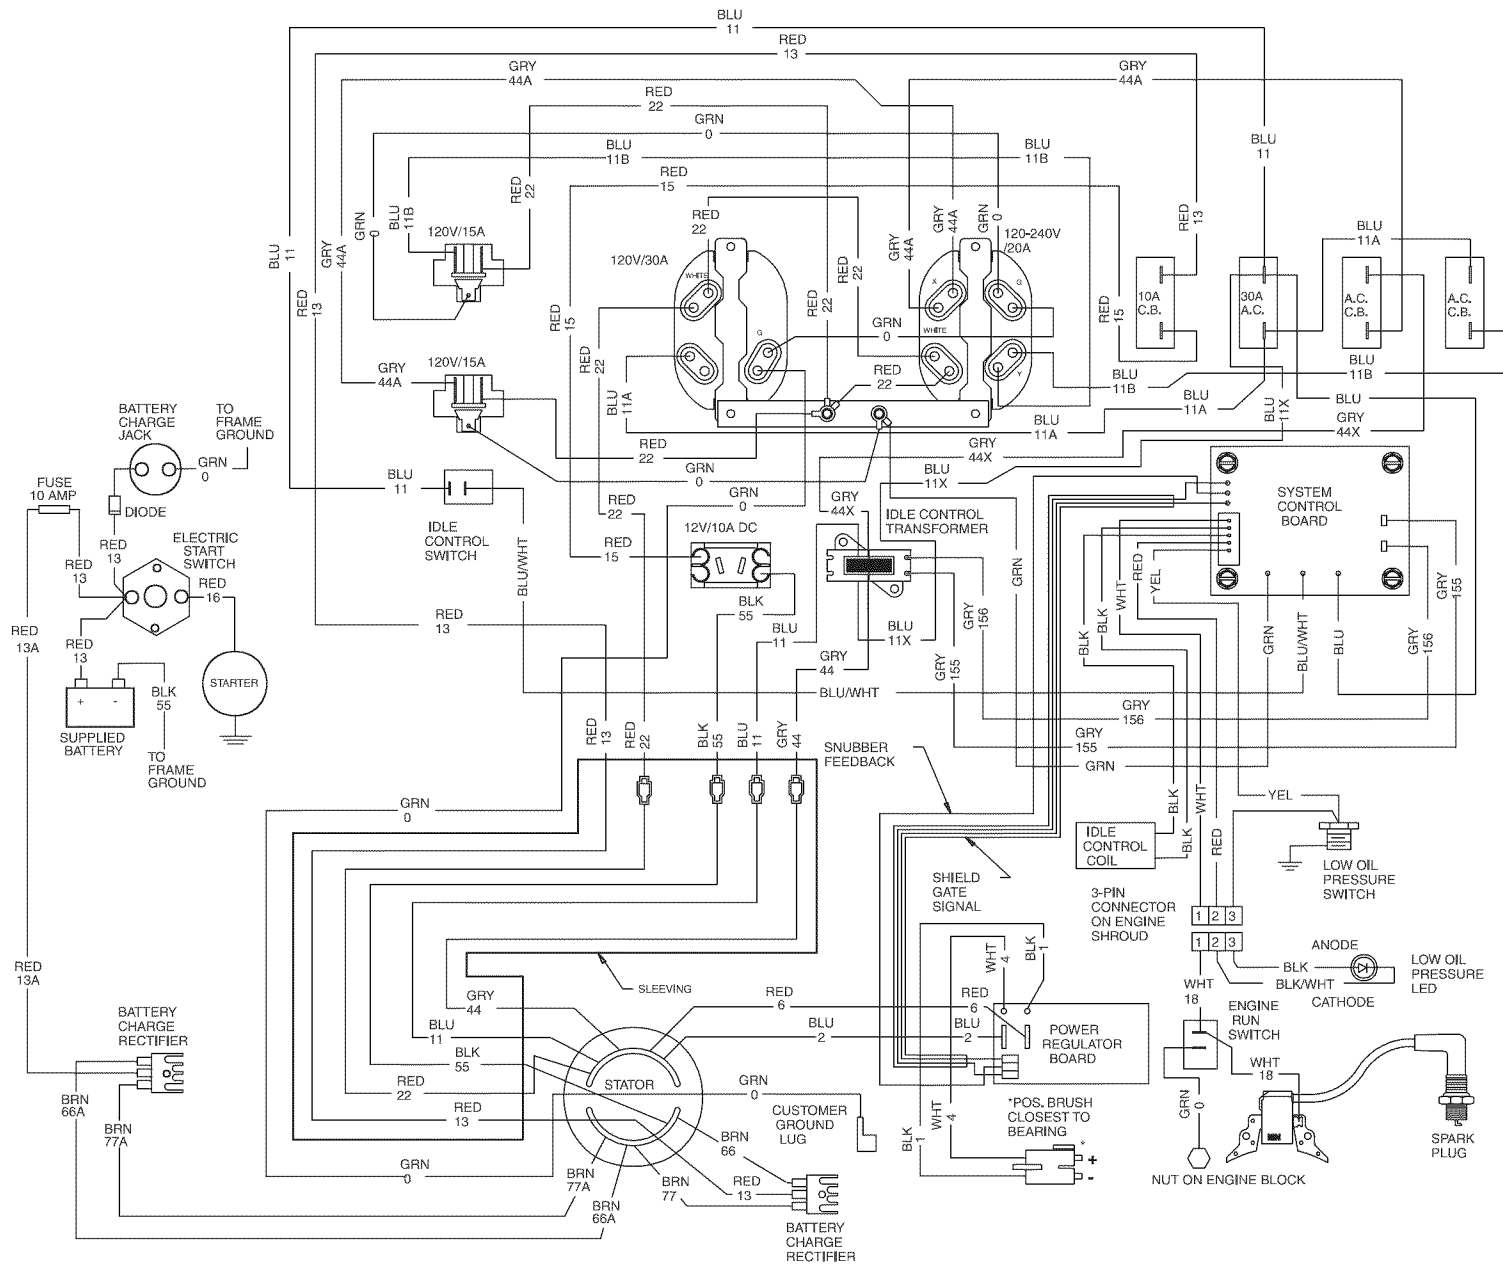 BLU
11
RED
13
GRY
44A
GRY
44A
RED
22
GRN
0
BLU
11B
BLU
11B
BLU
11
RED
15
RED
22
RED
22
GRY
44A
GRN
0
RED
13
BLU
11
GRY
44A
GRN
0
BLU
11B
120V/15A
GRY
44A
120-240V
/20A
BLU
11A
120V/30A
WHITE
RED
22
RED
22
X
G
10A
C.B.
30A
A.C.
A.C.
C.B.
A.C.
C.B.
RED
13
RED
15
RED
22
G
GRN
0
WHITE
Y
RED
15
120V/15A
GRY
44A
RED
22
BLU
11B
BLU
11B
BLU
11A
BLU
11A
BLU
11A
BLU
11X
BLU
GRY
44X
BATTERY
CHARGE
JACK
TO
FRAME
GROUND
GRN
0
BLU
11
RED
22
GRN
0
GRY
44X
BLU
11X
FUSE
10 AMP
DIODE
IDLE
CONTROL
SWITCH
RED
22
GRN
0
GRY
44X
IDLE CONTROL
TRANSFORMER
SYSTEM
CONTROL
BOARD
12V/10A DC
RED
13
ELECTRIC
START
SWITCH
RED
15
BLU/WHT
RED
13
RED
16
GRN
RED
YEL
WHT
BLK
BLK
GRY
155
BLK
55
RED
13A
RED
13
RED
13
BLU
11
BLU
11X
GRY
156
GRN
BLU/WHT
BLU
GRY
156
GRY
44
GRY
155
STARTER
BLK
55
+
-
BLU/WHT
SUPPLIED
BATTERY
TO
FRAME
GROUND
GRY
156
RED
13
RED
22
BLK
55
BLU
11
GRY
44
SNUBBER
FEEDBACK
GRY
155
GRN
GRN
0
BLK
WHT
YEL
IDLE
CONTROL
COIL
BLK
RED
LOW OIL
PRESSURE
SWITCH
SHIELD
GATE
SIGNAL
3-PIN
CONNECTOR
ON ENGINE
SHROUD
1 2 3
1 2 3
ANODE
BLK
BLK/WHT
CATHODE
LOW OIL
PRESSURE
LED
RED
13A
SLEEVING
WHT
4
BLK
1
WHT
18
ENGINE
RUN
SWITCH
GRY
44
RED
6
RED
6
BATTERY
CHARGE
RECTIFIER
BLU
11
BLU
2
BLU
2
POWER
REGULATOR
BOARD
BLK
55
STATOR
WHT
18
RED
22
GRN
0
BRN
66A
RED
13
CUSTOMER
GROUND
LUG
WHT
4
*POS. BRUSH
CLOSEST TO
BEARING
GRN
0
BRN
77A
BRN
66
BLK
1
*
+
-
SPARK
PLUG
GRN
0
BRN
77A
BRN
77
RED
13
NUT ON ENGINE BLOCK
BRN
66A
BATTERY
CHARGE
RECTIFIER